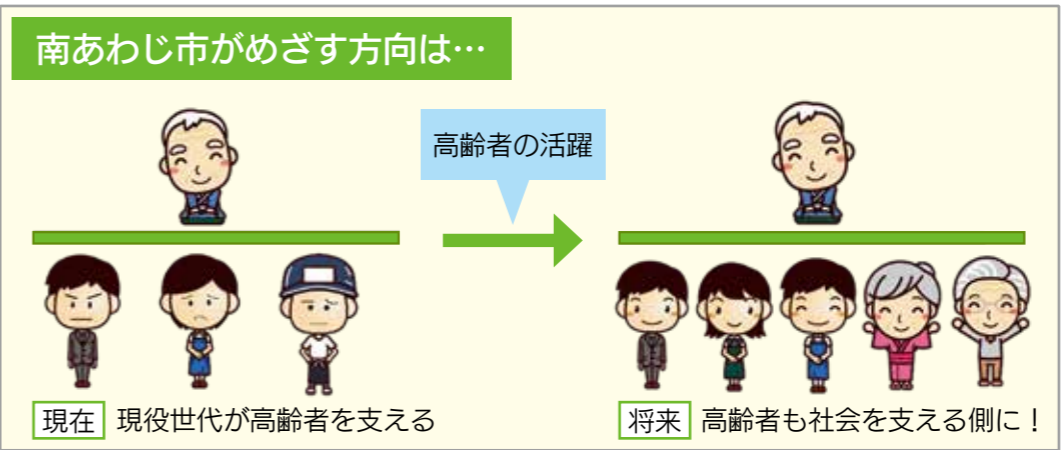 南あわじ市がめざす方向は…
高齢者の活躍
現在 現役世代が高齢者を支える
将来 高齢者も社会を支える側に！